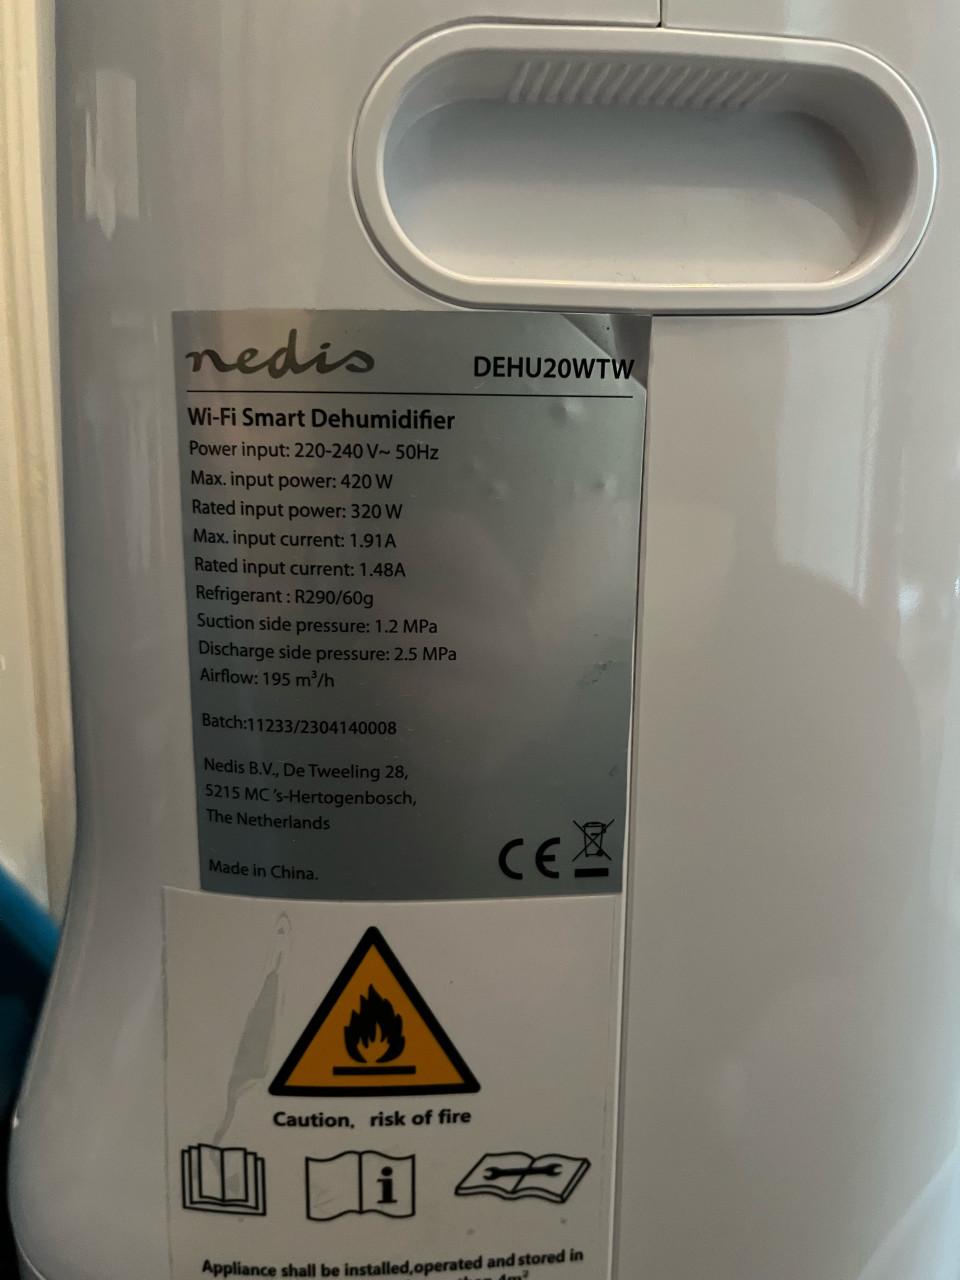 nedis DEHU20WTW
Wi-Fi Smart Dehumidifier
Power input: 220-240 V~ 50Hz
Max. input power: 420 W
Rated input power: 320 W
Max. input current: 1.91A
Rated input current: 1.48A
Refrigerant : R290/60g
Suction side pressure: 1.2 MPa
Discharge side pressure: 2.5 MPa
Airflow: 195 m³/h
Batch:11233/2304140008
Nedis B.V., De Tweeling 28,
5215 MC 's-Hertogenbosch,
The Netherlands
Made in China.
CE
Caution, risk of fire
i
Appliance shall be installed,operated and stored in
than 4m²